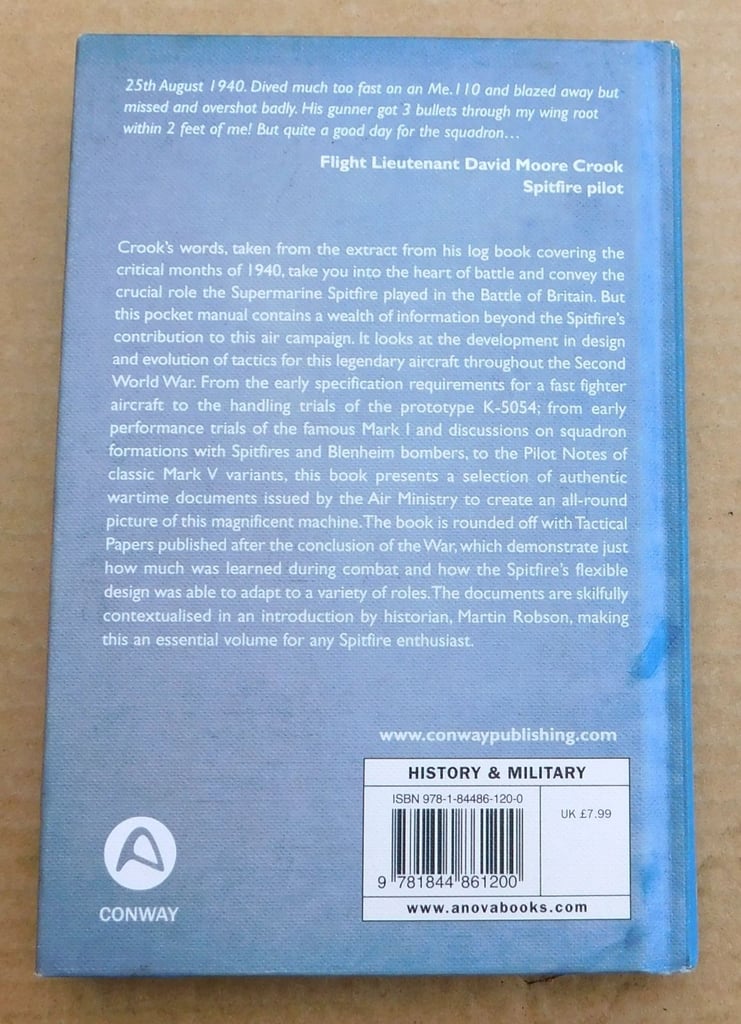 25th August 1940. Dived much too fast on an Me.110 and blazed away but
missed and overshot badly. His gunner got 3 bullets through my wing root
within 2 feet of me! But quite a good day for the squadron...
Flight Lieutenant David Moore Crook
Spitfire pilot
Crook's words, taken from the extract from his log book covering the
critical months of 1940, take you into the heart of battle and convey the
crucial role the Supermarine Spitfire played in the Battle of Britain. But
this pocket manual contains a wealth of information beyond the Spitfire's
contribution to this air campaign. It looks at the development in design
and evolution of tactics for this legendary aircraft throughout the Second
World War. From the early specification requirements for a fast fighter
aircraft to the handling trials of the prototype K-5054; from early
performance trials of the famous Mark I and discussions on squadron
formations with Spitfires and Blenheim bombers, to the Pilot Notes of
classic Mark V variants, this book presents a selection of authentic
wartime documents issued by the Air Ministry to create an all-round
picture of this magnificent machine. The book is rounded off with Tactical
Papers published after the conclusion of the War, which demonstrate just
how much was learned during combat and how the Spitfire's flexible
design was able to adapt to a variety of roles. The documents are skilfully
contextualised in an introduction by historian, Martin Robson, making
this an essential volume for any Spitfire enthusiast.
www.conwaypublishing.com
HISTORY & MILITARY
ISBN 978-1-84486-120-0
UK £7.99
9 781844 861200
www.anovabooks.com
CONWAY